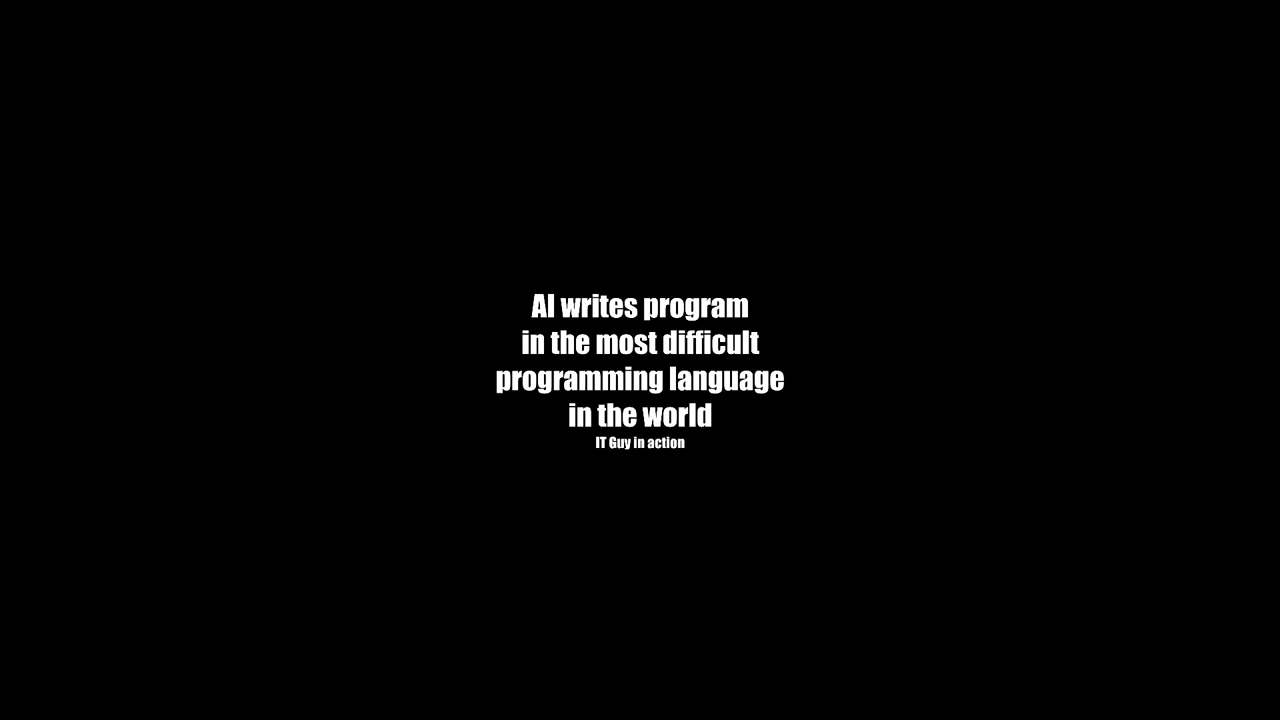 AI writes program
in the most difficult
programming language
in the world
IT Guy in action